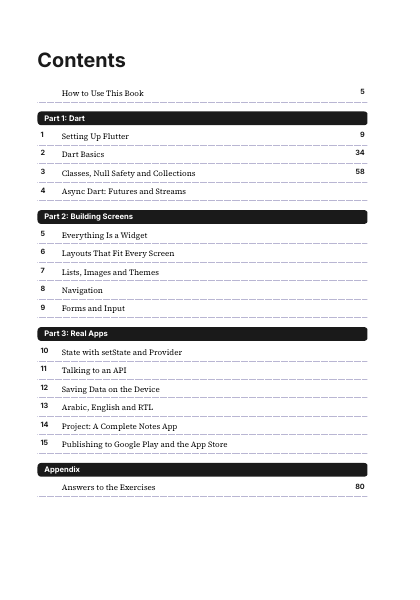 Contents
How to Use This Book 5
Part 1: Dart
1 Setting Up Flutter 9
2 Dart Basics 34
3 Classes, Null Safety and Collections 58
4 Async Dart: Futures and Streams
Part 2: Building Screens
5 Everything Is a Widget
6 Layouts That Fit Every Screen
7 Lists, Images and Themes
8 Navigation
9 Forms and Input
Part 3: Real Apps
10 State with setState and Provider
11 Talking to an API
12 Saving Data on the Device
13 Arabic, English and RTL
14 Project: A Complete Notes App
15 Publishing to Google Play and the App Store
Appendix
Answers to the Exercises 80